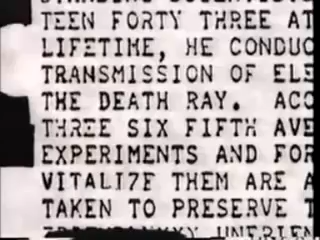 TEEN FORTY THREE AT
LIFETIME, HE CONDUC
TRANSMISSION OF ELE
THE DEATH RAY. ACC
THREE SIX FIFTH AVE
EXPERIMENTS AND FOR
VITALI7F THEM ARE A
TAKEN TO PRESERVE T